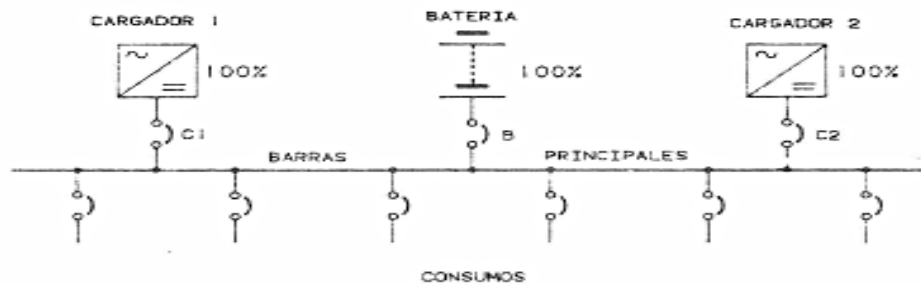 CARGADOR 1
BATERIA
CARGADOR 2
100%
100%
100%
C1
B
C2
BARRAS
PRINCIPALES
CONSUMOS